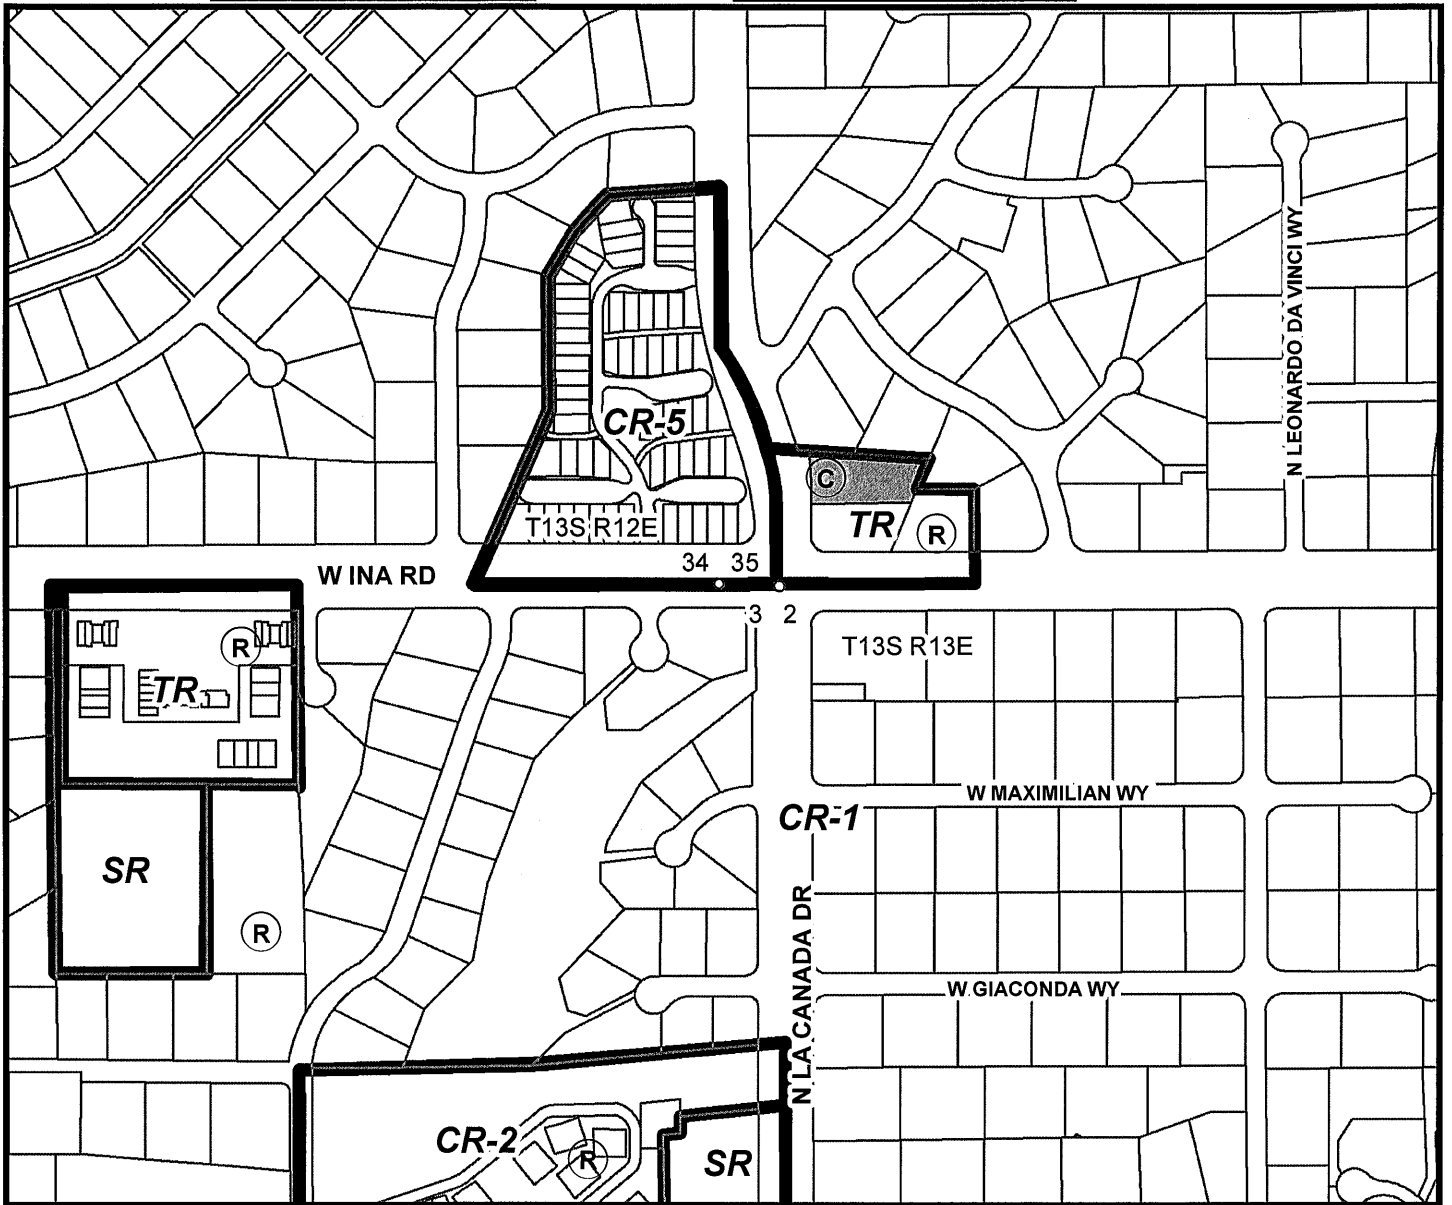 N LEONARDO DA VINCI WY
CR-5
C
T13S R12E
TR
R
34 35
W INA RD
3 2
R
T13S R13E
TR
W MAXIMILIAN WY
CR-1
SR
R
N LA CANADA DR
W GIACONDA WY
CR-2
R
SR